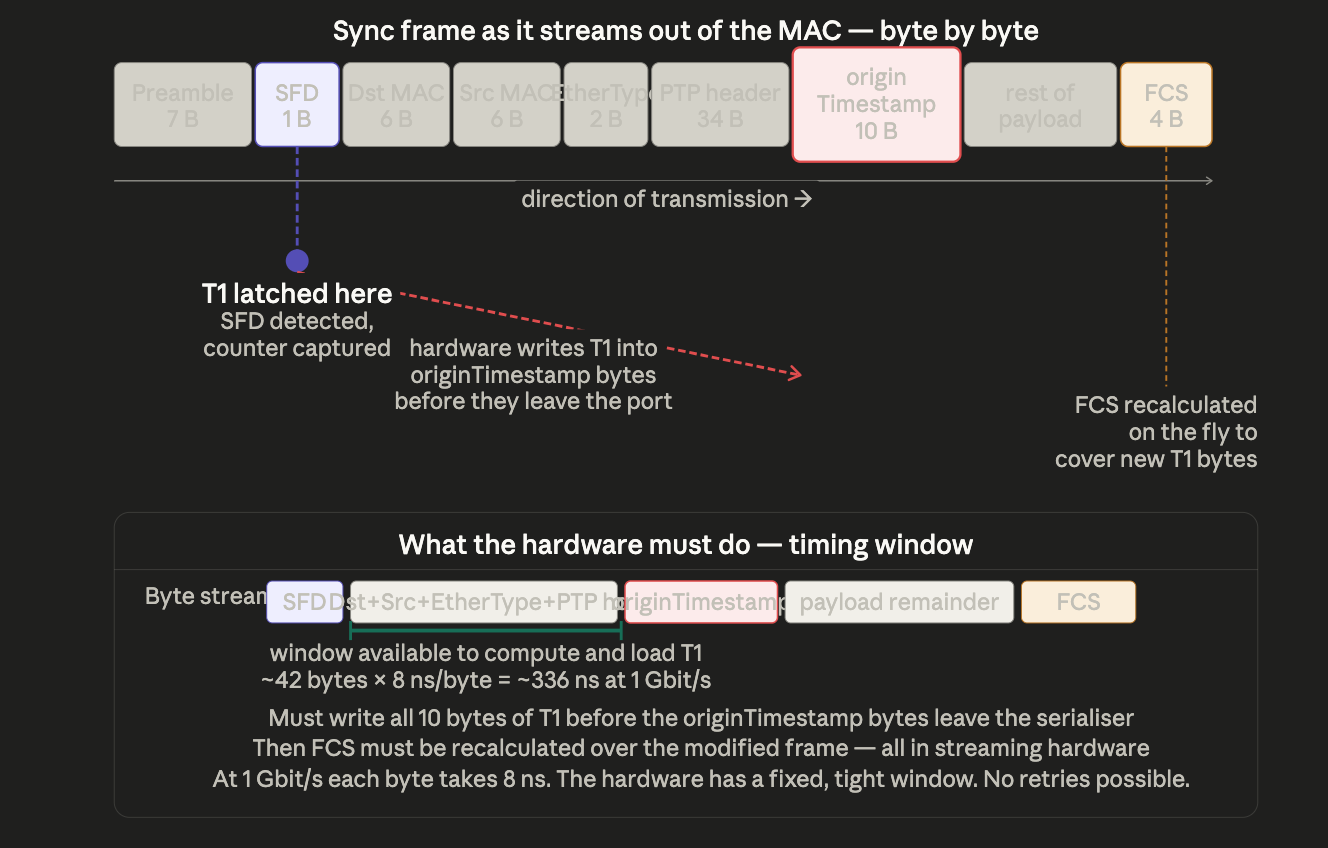 Sync frame as it streams out of the MAC — byte by byte
Preamble
7 B
SFD
1 B
Dst MAC
6 B
Src MAC
6 B
EtherType
2 B
PTP header
34 B
origin
Timestamp
10 B
rest of
payload
FCS
4 B
direction of transmission →
T1 latched here
SFD detected,
counter captured
hardware writes T1 into
originTimestamp bytes
before they leave the port
FCS recalculated
on the fly to
cover new T1 bytes
What the hardware must do — timing window
Byte stream
SFD
Dst+Src+EtherType+PTP
originTimestamp
payload remainder
FCS
window available to compute and load T1
~42 bytes × 8 ns/byte = ~336 ns at 1 Gbit/s
Must write all 10 bytes of T1 before the originTimestamp bytes leave the serialiser
Then FCS must be recalculated over the modified frame — all in streaming hardware
At 1 Gbit/s each byte takes 8 ns. The hardware has a fixed, tight window. No retries possible.